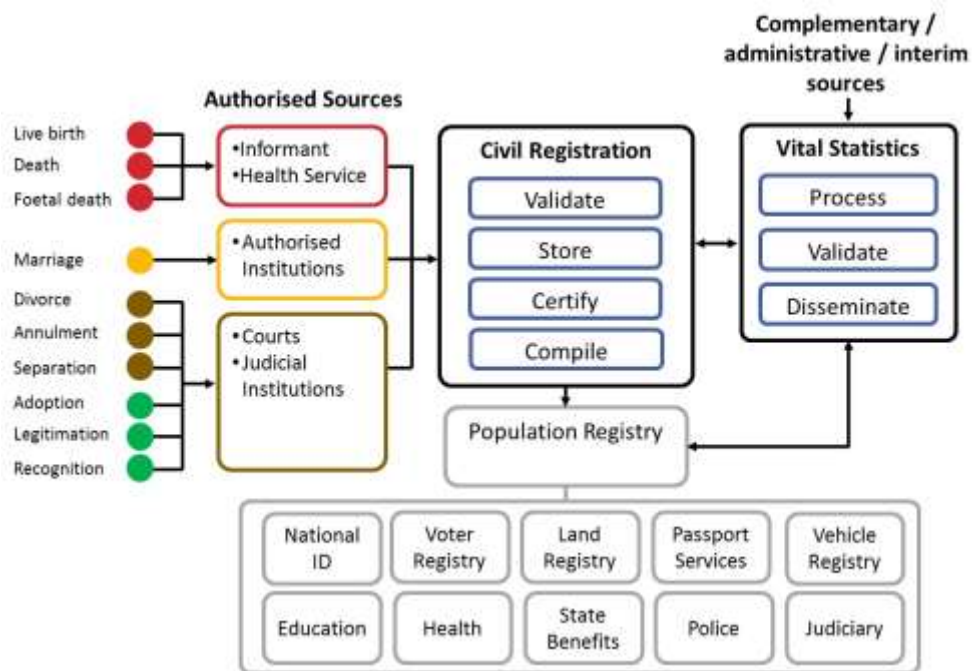 Complementary /
administrative / interim
sources
Authorised Sources
Live birth
Death
Foetal death
Marriage
Divorce
Annulment
Separation
Adoption
Legitimation
Recognition
•Informant
•Health Service
•Authorised
Institutions
• Courts
• Judicial
Institutions
Civil Registration
Validate
Store
Certify
Compile
Vital Statistics
Process
Validate
Disseminate
Population Registry
National
ID
Voter
Registry
Land
Registry
Passport
Services
Vehicle
Registry
Education
Health
State
Benefits
Police
Judiciary